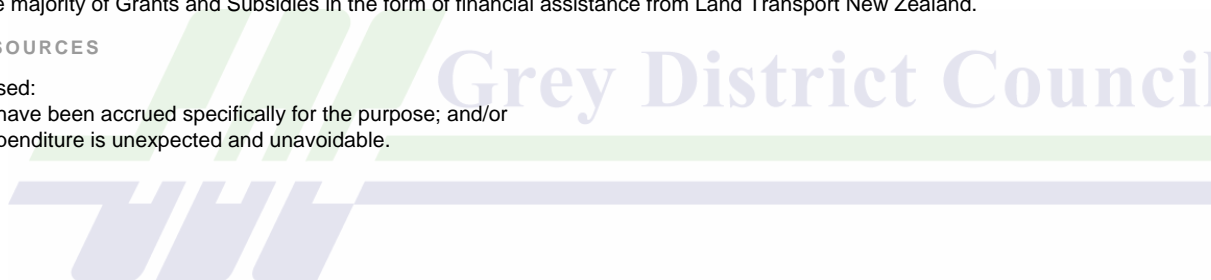 e majority of Grants and Subsidies in the form of financial assistance from Land Transport New Zealand.
SOURCES
sed:
have been accrued specifically for the purpose; and/or
penditure is unexpected and unavoidable.
Grey District Council